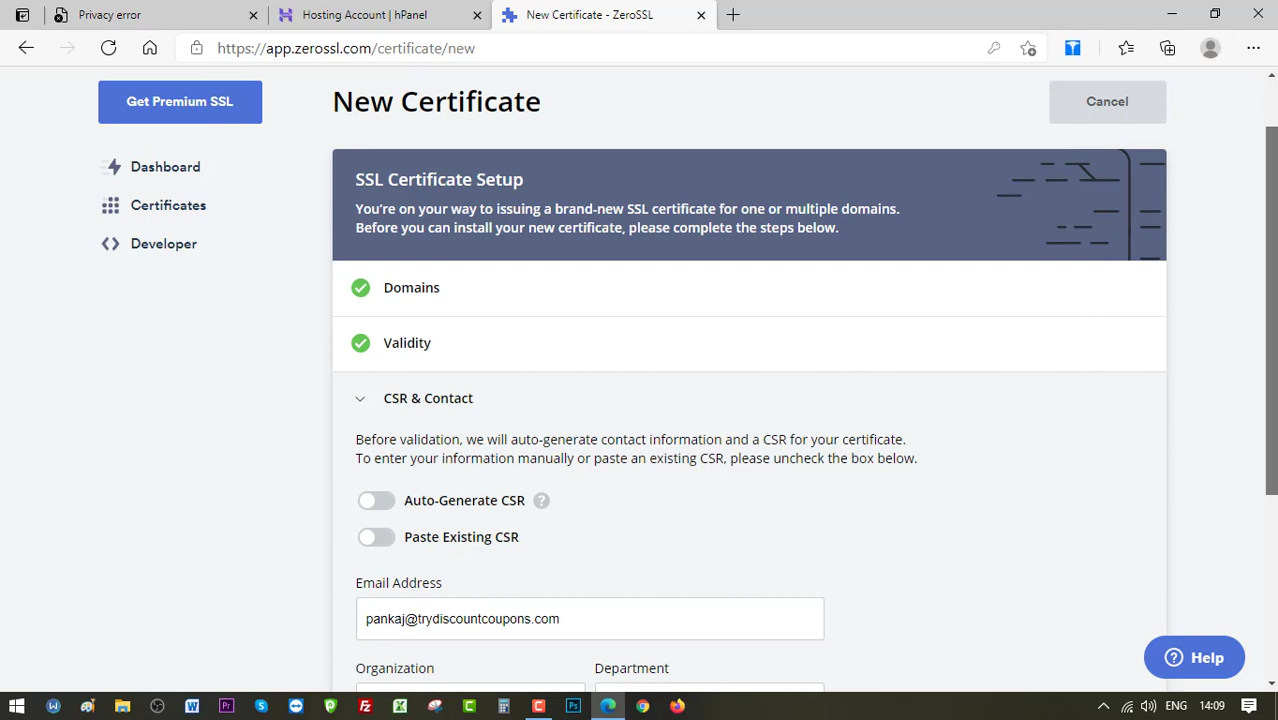 Privacy error
Hosting Account | hPanel
New Certificate - ZeroSSL
https://app.zerossl.com/certificate/new
Get Premium SSL
New Certificate
Cancel
Dashboard
Certificates
Developer
SSL Certificate Setup
You're on your way to issuing a brand-new SSL certificate for one or multiple domains.
Before you can install your new certificate, please complete the steps below.
Domains
Validity
CSR & Contact
Before validation, we will auto-generate contact information and a CSR for your certificate.
To enter your information manually or paste an existing CSR, please uncheck the box below.
Auto-Generate CSR ?
Paste Existing CSR
Email Address
pankaj@trydiscountcoupons.com
Organization
Department
? Help
ENG
14:09